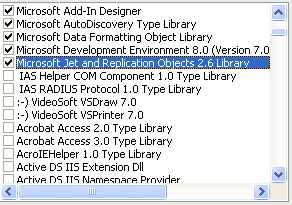 Microsoft Add-In Designer
Microsoft AutoDiscovery Type Library
Microsoft Data Formatting Object Library
Microsoft Development Environment 8.0 (Version 7.0
Microsoft Jet and Replication Objects 2.6 Library
IAS Helper COM Component 1.0 Type Library
IAS RADIUS Protocol 1.0 Type Library
:-) VideoSoft VSDraw 7.0
:-) VideoSoft VSPrinter 7.0
Acrobat Access 2.0 Type Library
Acrobat Access 3.0 Type Library
AcroIEHelper 1.0 Type Library
Active DS IIS Extension Dll
Active DS IIS Namespace Provider